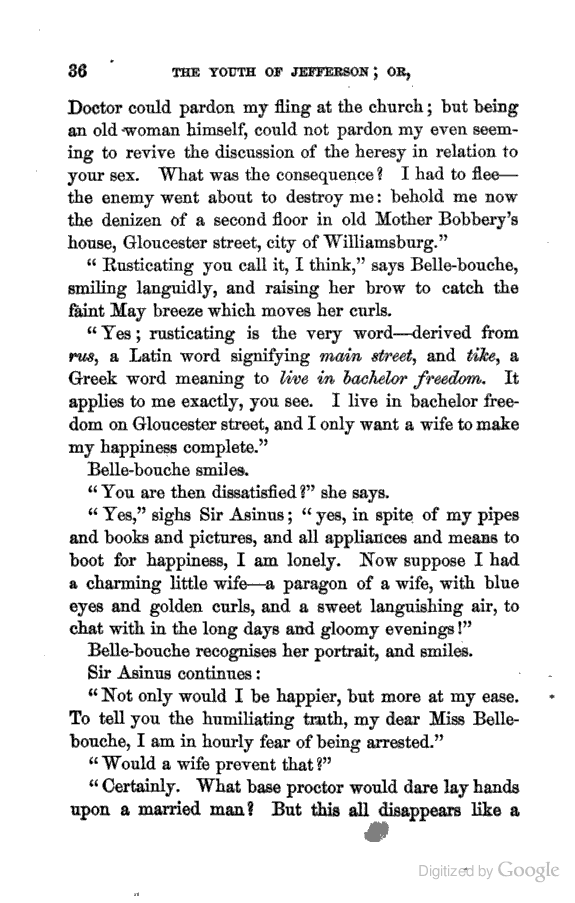 36 THE YOUTH OF JEFFERSON; OR,
Doctor could pardon my fling at the church; but being
an old woman himself, could not pardon my even seem-
ing to revive the discussion of the heresy in relation to
your sex. What was the consequence? I had to flee—
the enemy went about to destroy me: behold me now
the denizen of a second floor in old Mother Bobbery's
house, Gloucester street, city of Williamsburg."
"Rusticating you call it, I think," says Belle-bouche,
smiling languidly, and raising her brow to catch the
faint May breeze which moves her curls.
"Yes; rusticating is the very word—derived from
rus, a Latin word signifying main street, and tike, a
Greek word meaning to live in bachelor freedom. It
applies to me exactly, you see. I live in bachelor free-
dom on Gloucester street, and I only want a wife to make
my happiness complete."
Belle-bouche smiles.
"You are then dissatisfied?" she says.
"Yes," sighs Sir Asinus; "yes, in spite of my pipes
and books and pictures, and all appliances and means to
boot for happiness, I am lonely. Now suppose I had
a charming little wife—a paragon of a wife, with blue
eyes and golden curls, and a sweet languishing air, to
chat with in the long days and gloomy evenings!"
Belle-bouche recognises her portrait, and smiles.
Sir Asinus continues:
"Not only would I be happier, but more at my ease.
To tell you the humiliating truth, my dear Miss Belle-
bouche, I am in hourly fear of being arrested."
"Would a wife prevent that?"
"Certainly. What base proctor would dare lay hands
upon a married man? But this all disappears like a
Digitized by Google